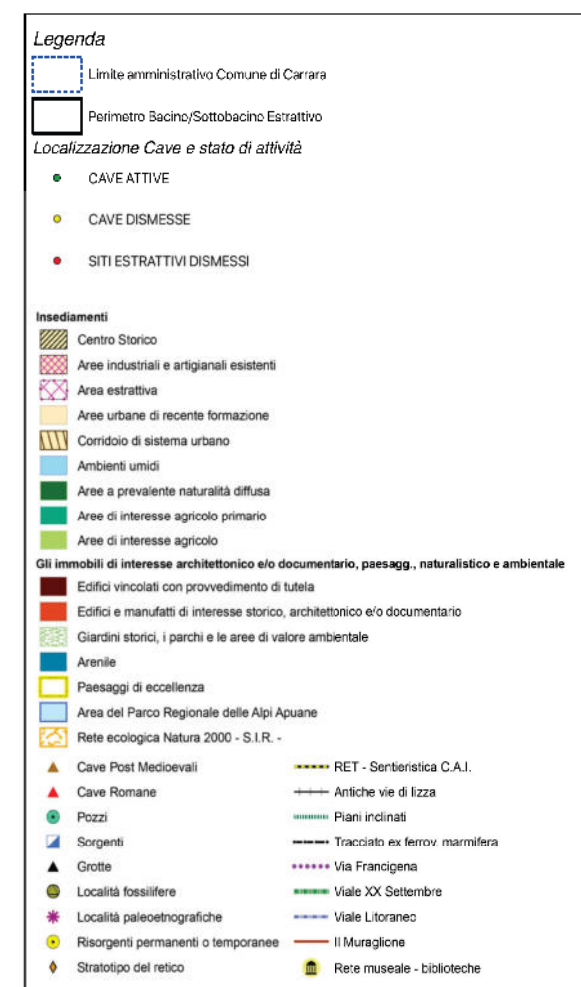 Legenda
Limite amministrativo Comune di Carrara
Perimetro Bacino/Sottobacino Estrattivo
Localizzazione Cave e stato di attività
CAVE ATTIVE
CAVE DISMESSE
SITI ESTRATTIVI DISMESSI
Insediamenti
Centro Storico
Aree industriali e artigianali esistenti
Area estrattiva
Aree urbane di recente formazione
Corridoio di sistema urbano
Ambienti umidi
Aree a prevalente naturalità diffusa
Aree di interesse agricolo primario
Aree di interesse agricolo
Gli immobili di interesse architettonico e/o documentario, paesagg., naturalistico e ambientale
Edifici vincolati con provvedimento di tutela
Edifici e manufatti di interesse storico, architettonico e/o documentario
Giardini storici, i parchi e le aree di valore ambientale
Arenile
Paesaggi di eccellenza
Area del Parco Regionale delle Alpi Apuane
Rete ecologica Natura 2000 - S.I.R. -
Cave Post Medioevali
Cave Romane
Pozzi
Sorgenti
Grotte
Località fossilifere
Località paleoetnografiche
Risorgenti permanenti o temporanee
Stratotipo del retico
RET - Sentieristica C.A.I.
Antiche vie di lizza
Piani inclinati
Tracciato ex ferrov. marmifera
Via Francigena
Viale XX Settembre
Viale Litoraneo
Il Muraglione
Rete museale - biblioteche